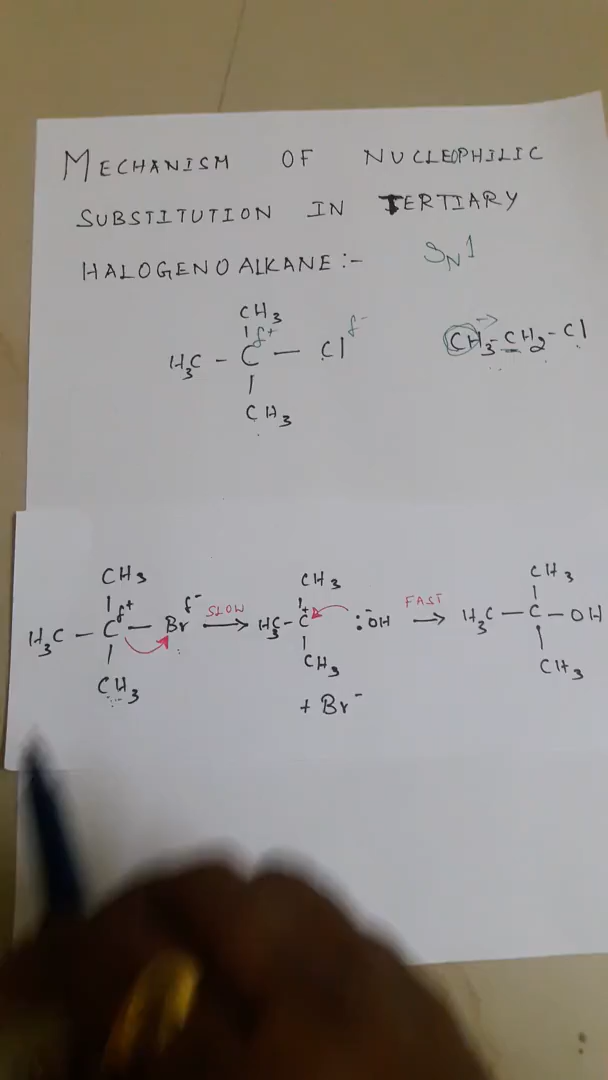 MECHANISM OF NUCLEOPHILIC
SUBSTITUTION IN TERTIARY
HALOGENOALKANE:- SN1
CH3
δ+ δ-
H3C - C - Cl
CH3
CH3-CH2-Cl
CH3
δ+ δ-
H3C - C - Br
CH3
SLOW
CH3
H3C - C+
CH3
+ Br-
:-OH
FAST
CH3
H3C - C - OH
CH3